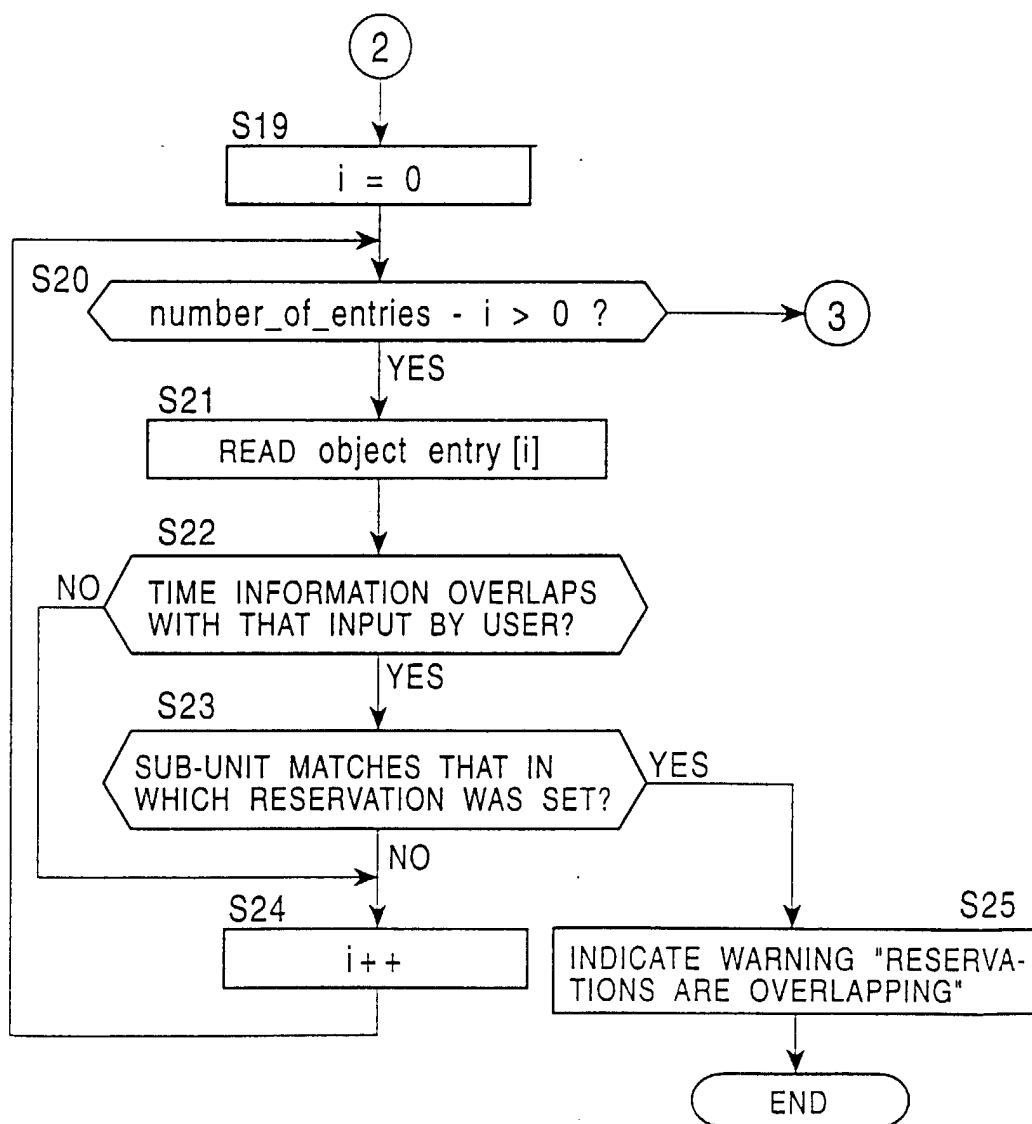 2
S19
i = 0
S20
number_of_entries - i > 0 ?
3
YES
S21
READ object entry [i]
S22
NO
TIME INFORMATION OVERLAPS
WITH THAT INPUT BY USER?
YES
S23
SUB-UNIT MATCHES THAT IN
WHICH RESERVATION WAS SET?
YES
NO
S24
i++
S25
INDICATE WARNING "RESERVA-
TIONS ARE OVERLAPPING"
END